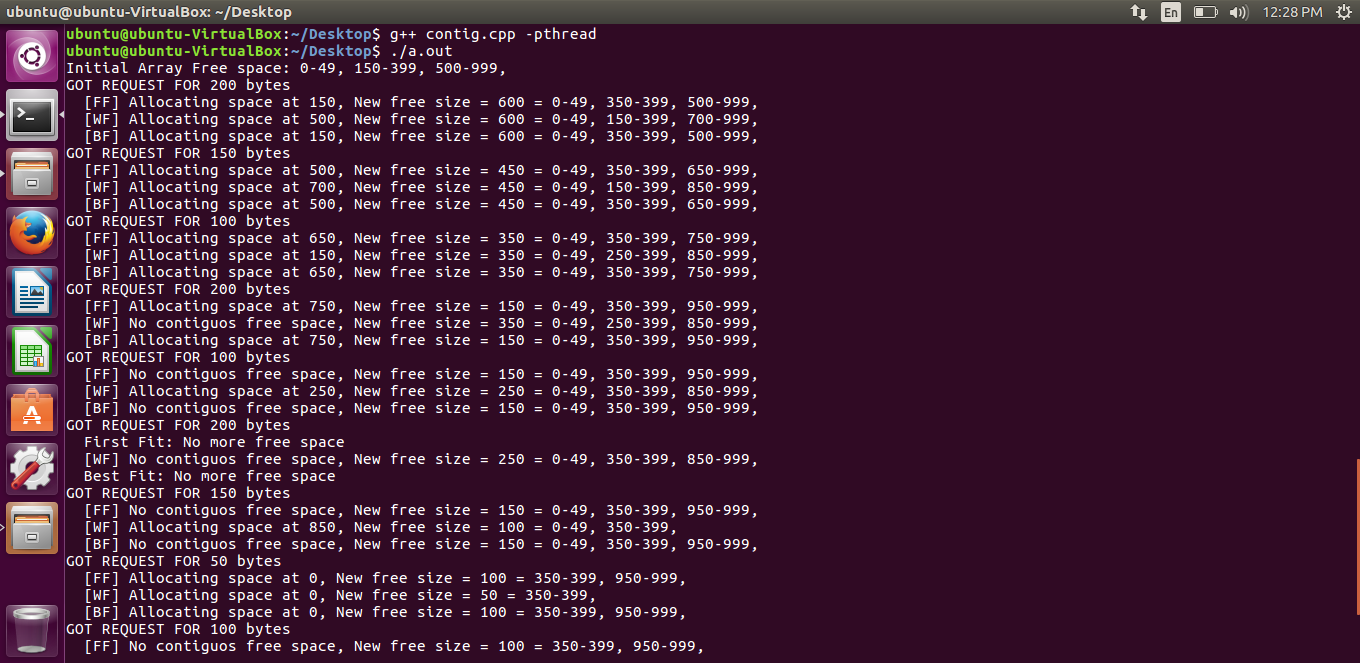 ubuntu@ubuntu-VirtualBox: ~/Desktop En 12:28 PM
ubuntu@ubuntu-VirtualBox:~/Desktop$ g++ contig.cpp -pthread
ubuntu@ubuntu-VirtualBox:~/Desktop$ ./a.out
Initial Array Free space: 0-49, 150-399, 500-999,
GOT REQUEST FOR 200 bytes
  [FF] Allocating space at 150, New free size = 600 = 0-49, 350-399, 500-999,
  [WF] Allocating space at 500, New free size = 600 = 0-49, 150-399, 700-999,
  [BF] Allocating space at 150, New free size = 600 = 0-49, 350-399, 500-999,
GOT REQUEST FOR 150 bytes
  [FF] Allocating space at 500, New free size = 450 = 0-49, 350-399, 650-999,
  [WF] Allocating space at 700, New free size = 450 = 0-49, 150-399, 850-999,
  [BF] Allocating space at 500, New free size = 450 = 0-49, 350-399, 650-999,
GOT REQUEST FOR 100 bytes
  [FF] Allocating space at 650, New free size = 350 = 0-49, 350-399, 750-999,
  [WF] Allocating space at 150, New free size = 350 = 0-49, 250-399, 850-999,
  [BF] Allocating space at 650, New free size = 350 = 0-49, 350-399, 750-999,
GOT REQUEST FOR 200 bytes
  [FF] Allocating space at 750, New free size = 150 = 0-49, 350-399, 950-999,
  [WF] No contiguos free space, New free size = 350 = 0-49, 250-399, 850-999,
  [BF] Allocating space at 750, New free size = 150 = 0-49, 350-399, 950-999,
GOT REQUEST FOR 100 bytes
  [FF] No contiguos free space, New free size = 150 = 0-49, 350-399, 950-999,
  [WF] Allocating space at 250, New free size = 250 = 0-49, 350-399, 850-999,
  [BF] No contiguos free space, New free size = 150 = 0-49, 350-399, 950-999,
GOT REQUEST FOR 200 bytes
  First Fit: No more free space
  [WF] No contiguos free space, New free size = 250 = 0-49, 350-399, 850-999,
  Best Fit: No more free space
GOT REQUEST FOR 150 bytes
  [FF] No contiguos free space, New free size = 150 = 0-49, 350-399, 950-999,
  [WF] Allocating space at 850, New free size = 100 = 0-49, 350-399,
  [BF] No contiguos free space, New free size = 150 = 0-49, 350-399, 950-999,
GOT REQUEST FOR 50 bytes
  [FF] Allocating space at 0, New free size = 100 = 350-399, 950-999,
  [WF] Allocating space at 0, New free size = 50 = 350-399,
  [BF] Allocating space at 0, New free size = 100 = 350-399, 950-999,
GOT REQUEST FOR 100 bytes
  [FF] No contiguos free space, New free size = 100 = 350-399, 950-999,